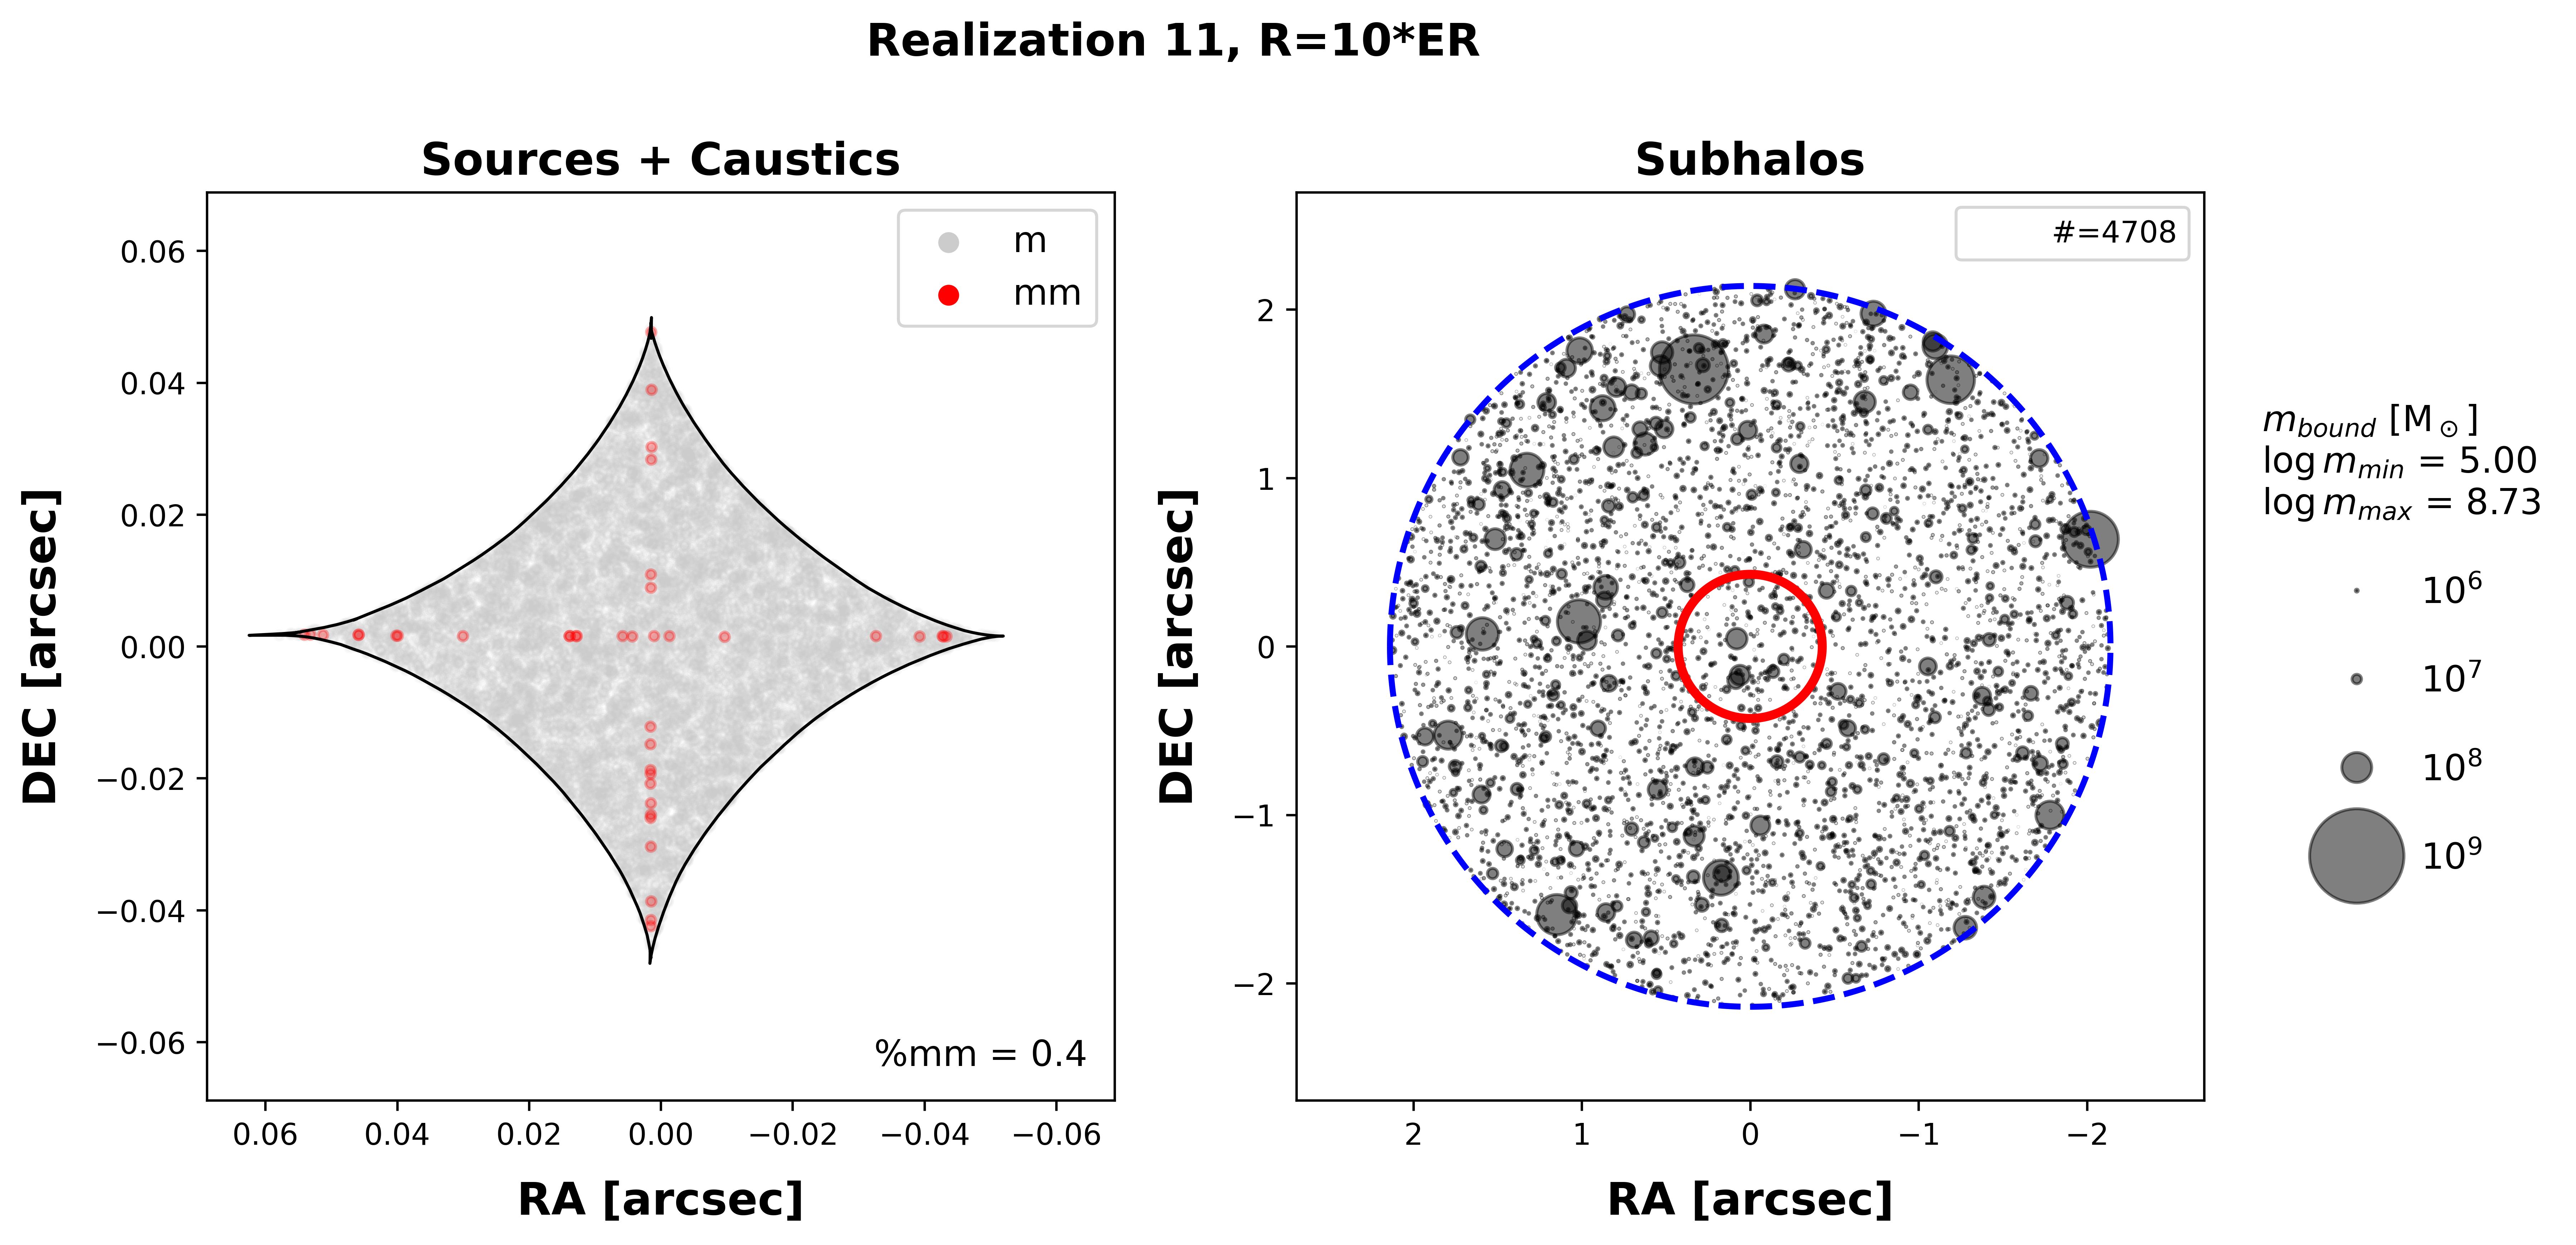 Realization 11, R=10*ER
Sources + Caustics
m
mm
0.06
0.04
0.02
0.00
−0.02
−0.04
−0.06
DEC [arcsec]
%mm = 0.4
0.06
0.04
0.02
0.00
−0.02
−0.04
−0.06
RA [arcsec]
Subhalos
#=4708
2
1
0
−1
−2
DEC [arcsec]
2
1
0
−1
−2
RA [arcsec]
m_bound [M_⊙]
log m_min = 5.00
log m_max = 8.73
10^6
10^7
10^8
10^9